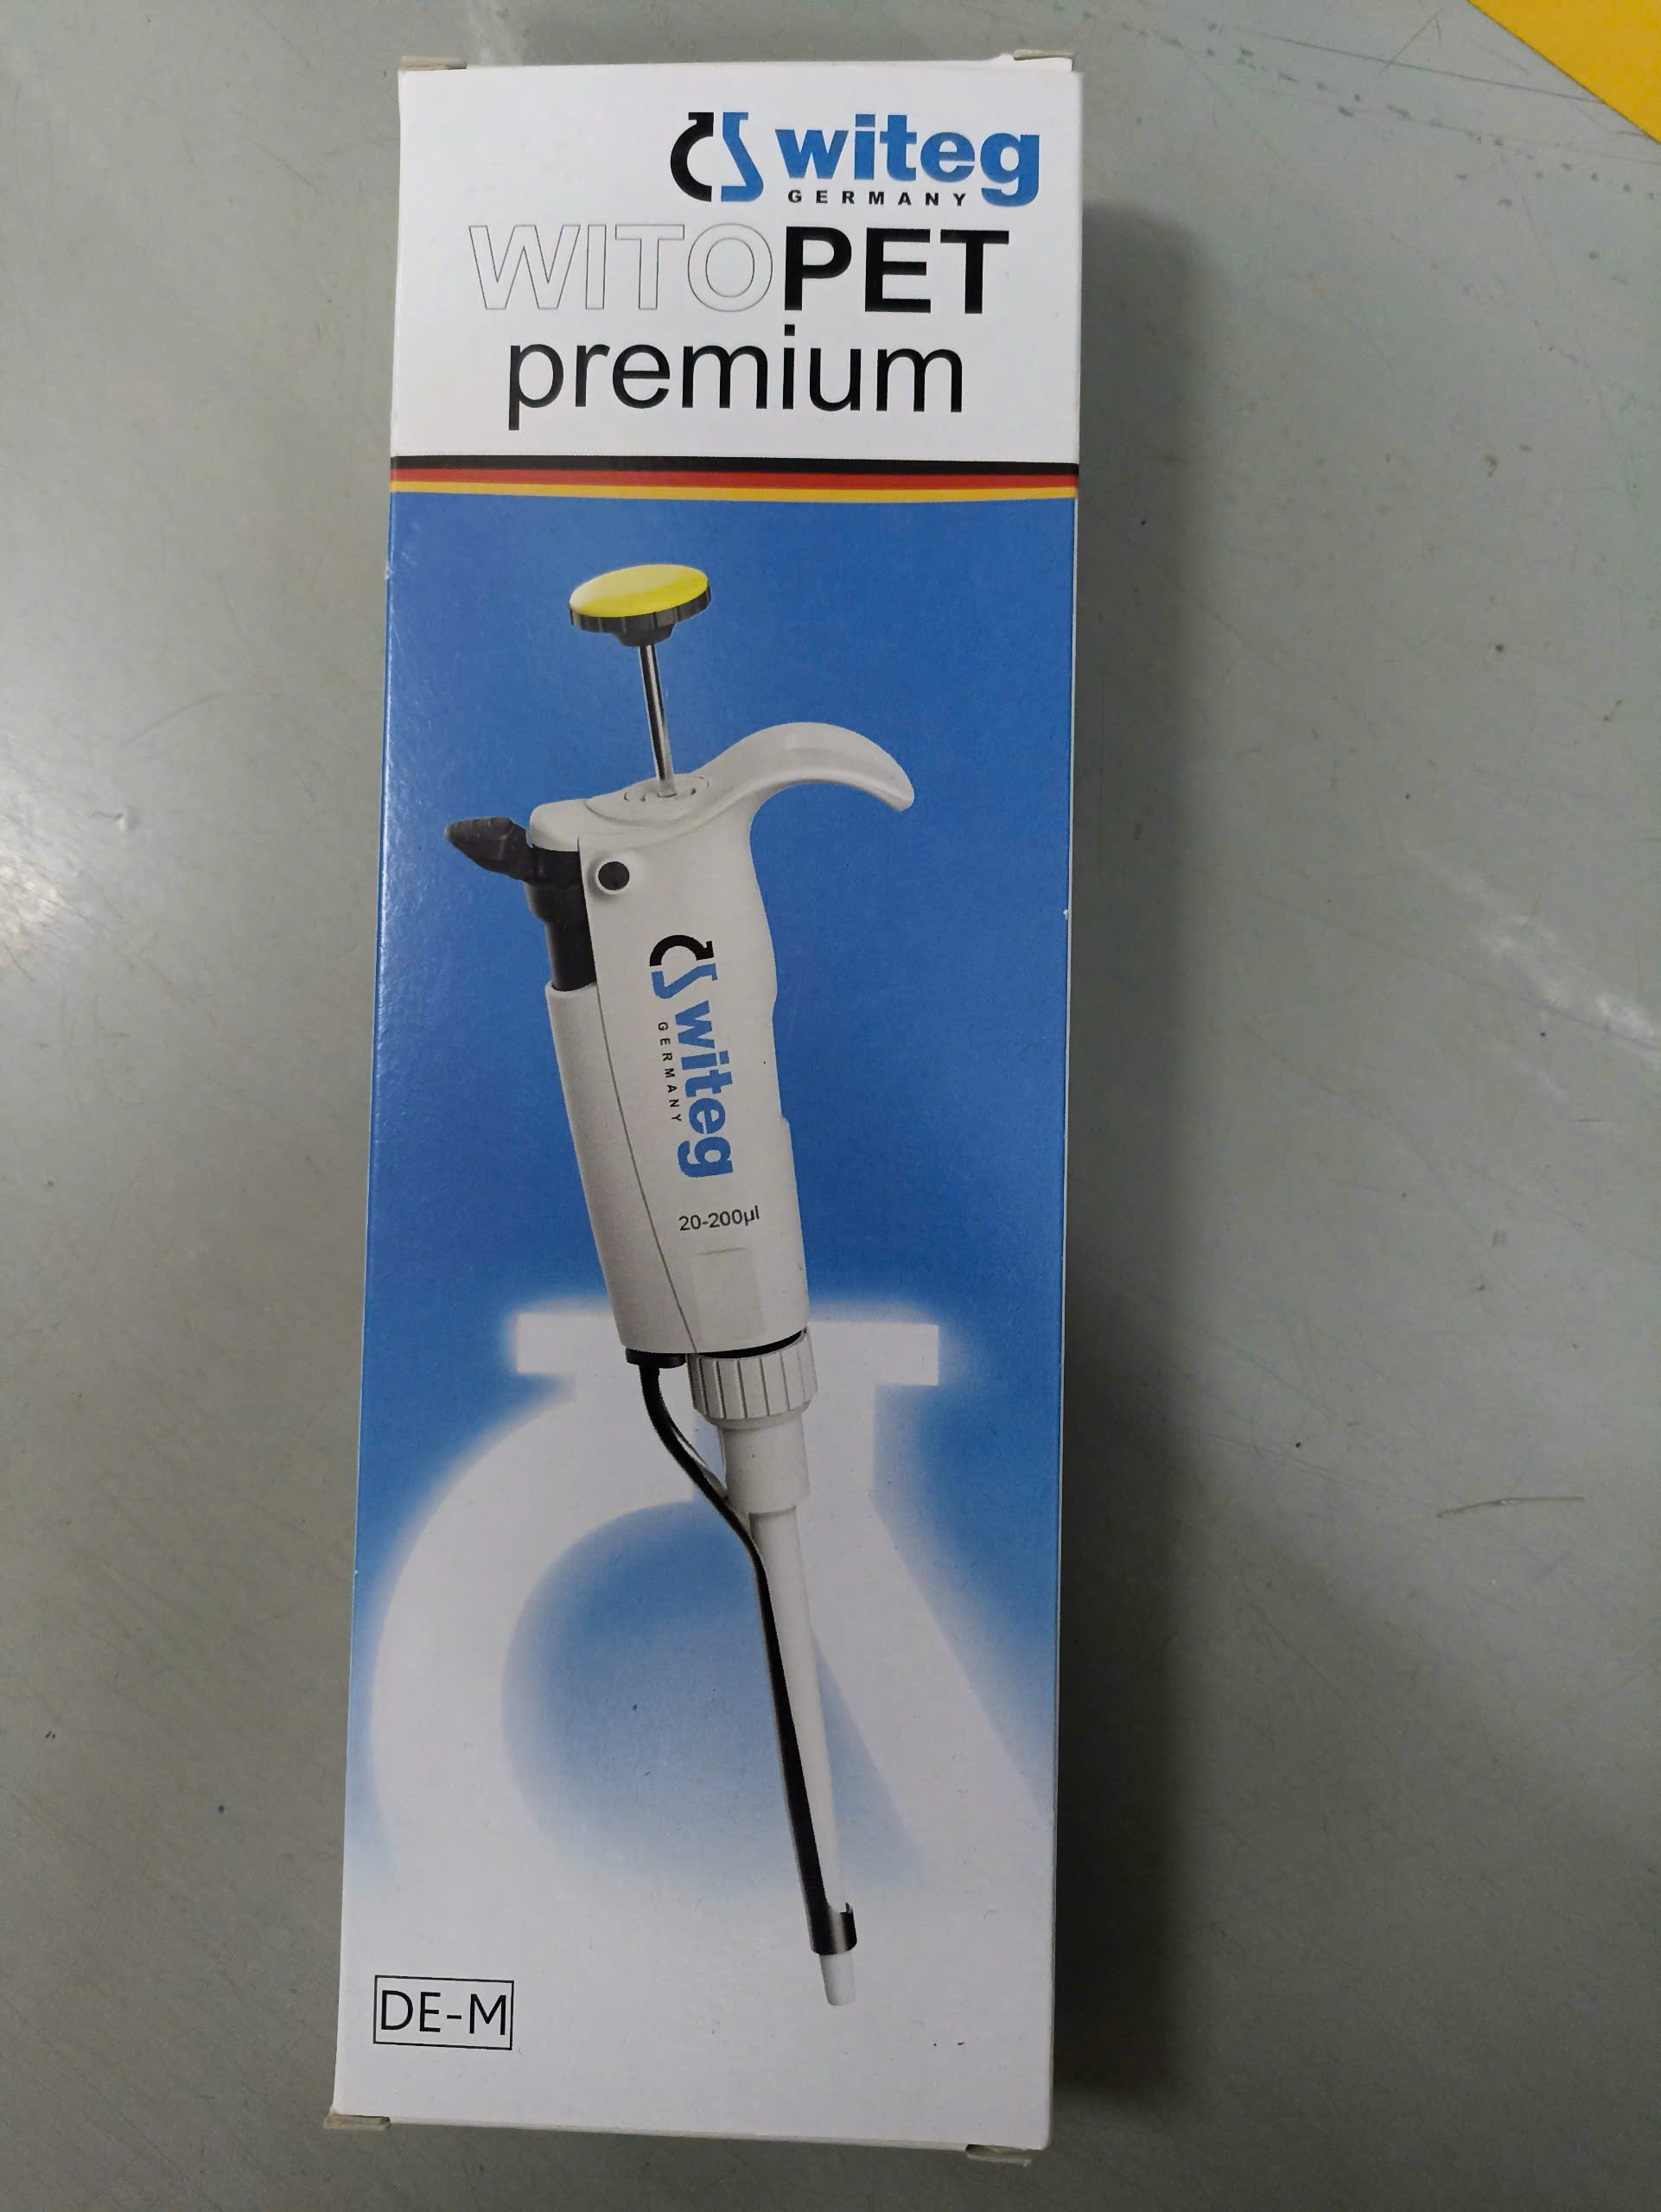 witeg
GERMANY
WITOPET
premium
witeg
GERMANY
20-200µl
DE-M